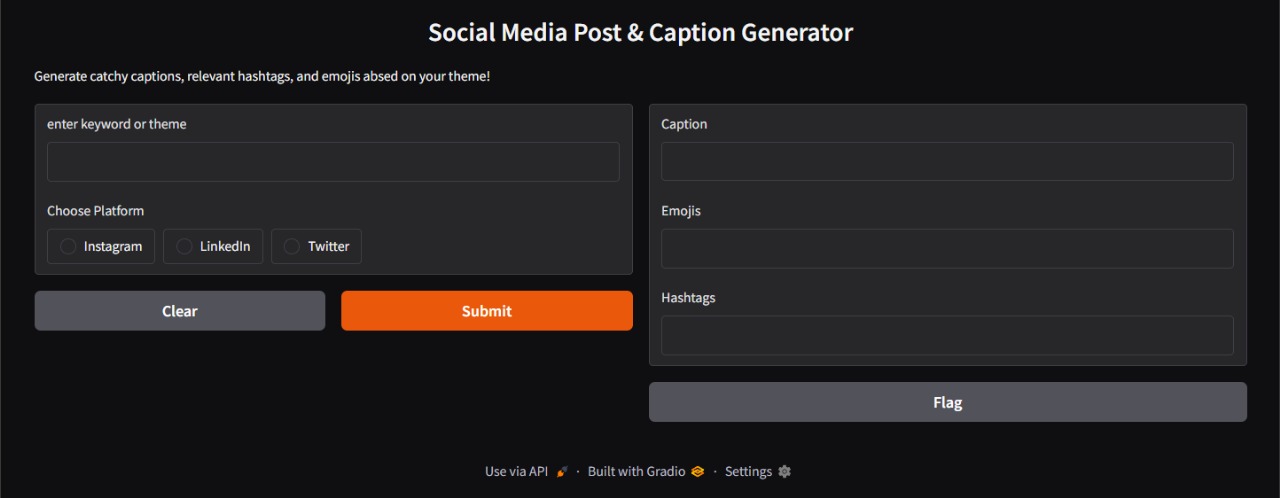 Social Media Post & Caption Generator
Generate catchy captions, relevant hashtags, and emojis absed on your theme!
enter keyword or theme
Choose Platform
Instagram
LinkedIn
Twitter
Clear
Submit
Caption
Emojis
Hashtags
Flag
Use via API 🚀 · Built with Gradio · Settings ⚙️